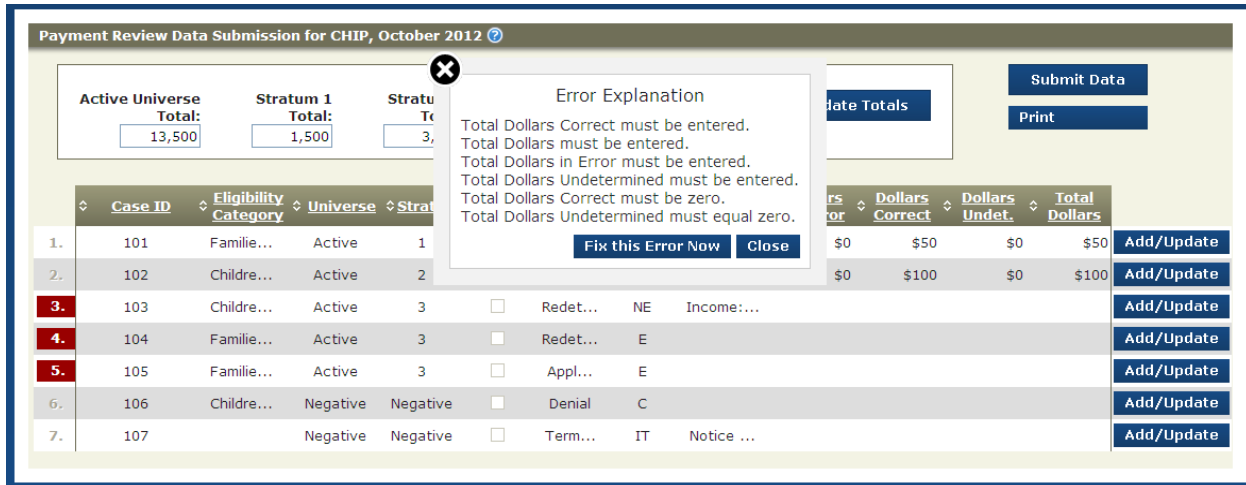 Payment Review Data Submission for CHIP, October 2012 ?
Active Universe Total: 13,500
Stratum 1 Total: 1,500
Submit Data
Print
Error Explanation
Total Dollars Correct must be entered.
Total Dollars must be entered.
Total Dollars in Error must be entered.
Total Dollars Undetermined must be entered.
Total Dollars Correct must be zero.
Total Dollars Undetermined must equal zero.
Fix this Error Now Close
Totals
Case ID Eligibility Category Universe Dollars Correct Dollars Undet. Total Dollars
1. 101 Familie... Active 1 $0 $50 $0 $50 Add/Update
2. 102 Childre... Active 2 $0 $100 $0 $100 Add/Update
3. 103 Childre... Active 3 Redet... NE Income:... Add/Update
4. 104 Familie... Active 3 Redet... E Add/Update
5. 105 Familie... Active 3 Appl... E Add/Update
6. 106 Childre... Negative Negative Denial C Add/Update
7. 107 Negative Negative Term... IT Notice ... Add/Update